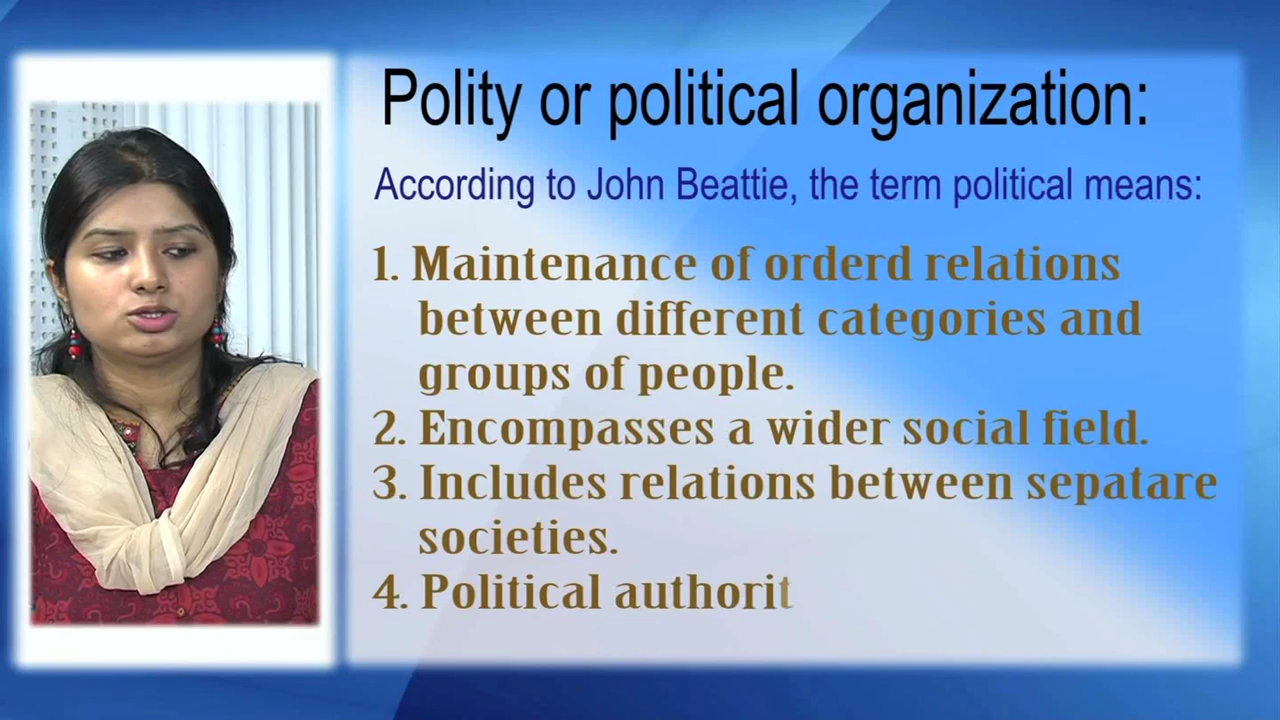 Polity or political organization:
According to John Beattie, the term political means:
1. Maintenance of orderd relations
between different categories and
groups of people.
2. Encompasses a wider social field.
3. Includes relations between sepatare
societies.
4. Political authorit